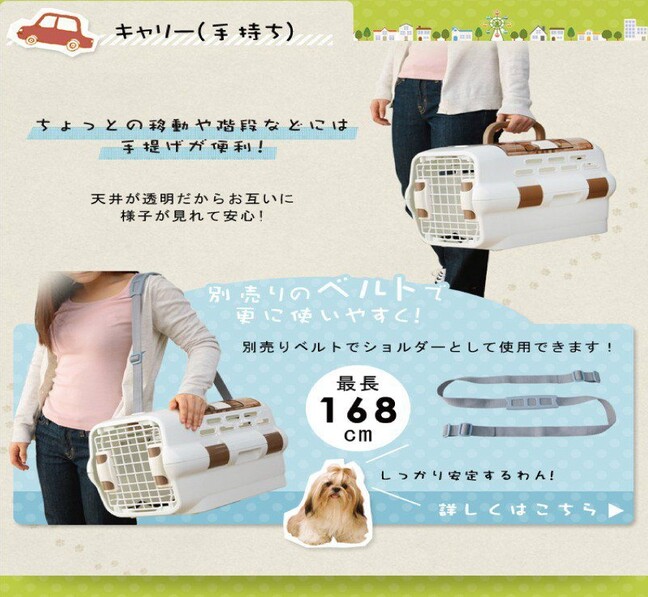 キャリー(手持ち)
ちょっとの移動や階段などには
手提げが便利!
天井が透明だからお互いに
様子が見れて安心!
別売りのベルトで
更に使いやすく!
別売りベルトでショルダーとして使用できます!
最長
168
cm
しっかり安定するわん!
詳しくはこちら▶